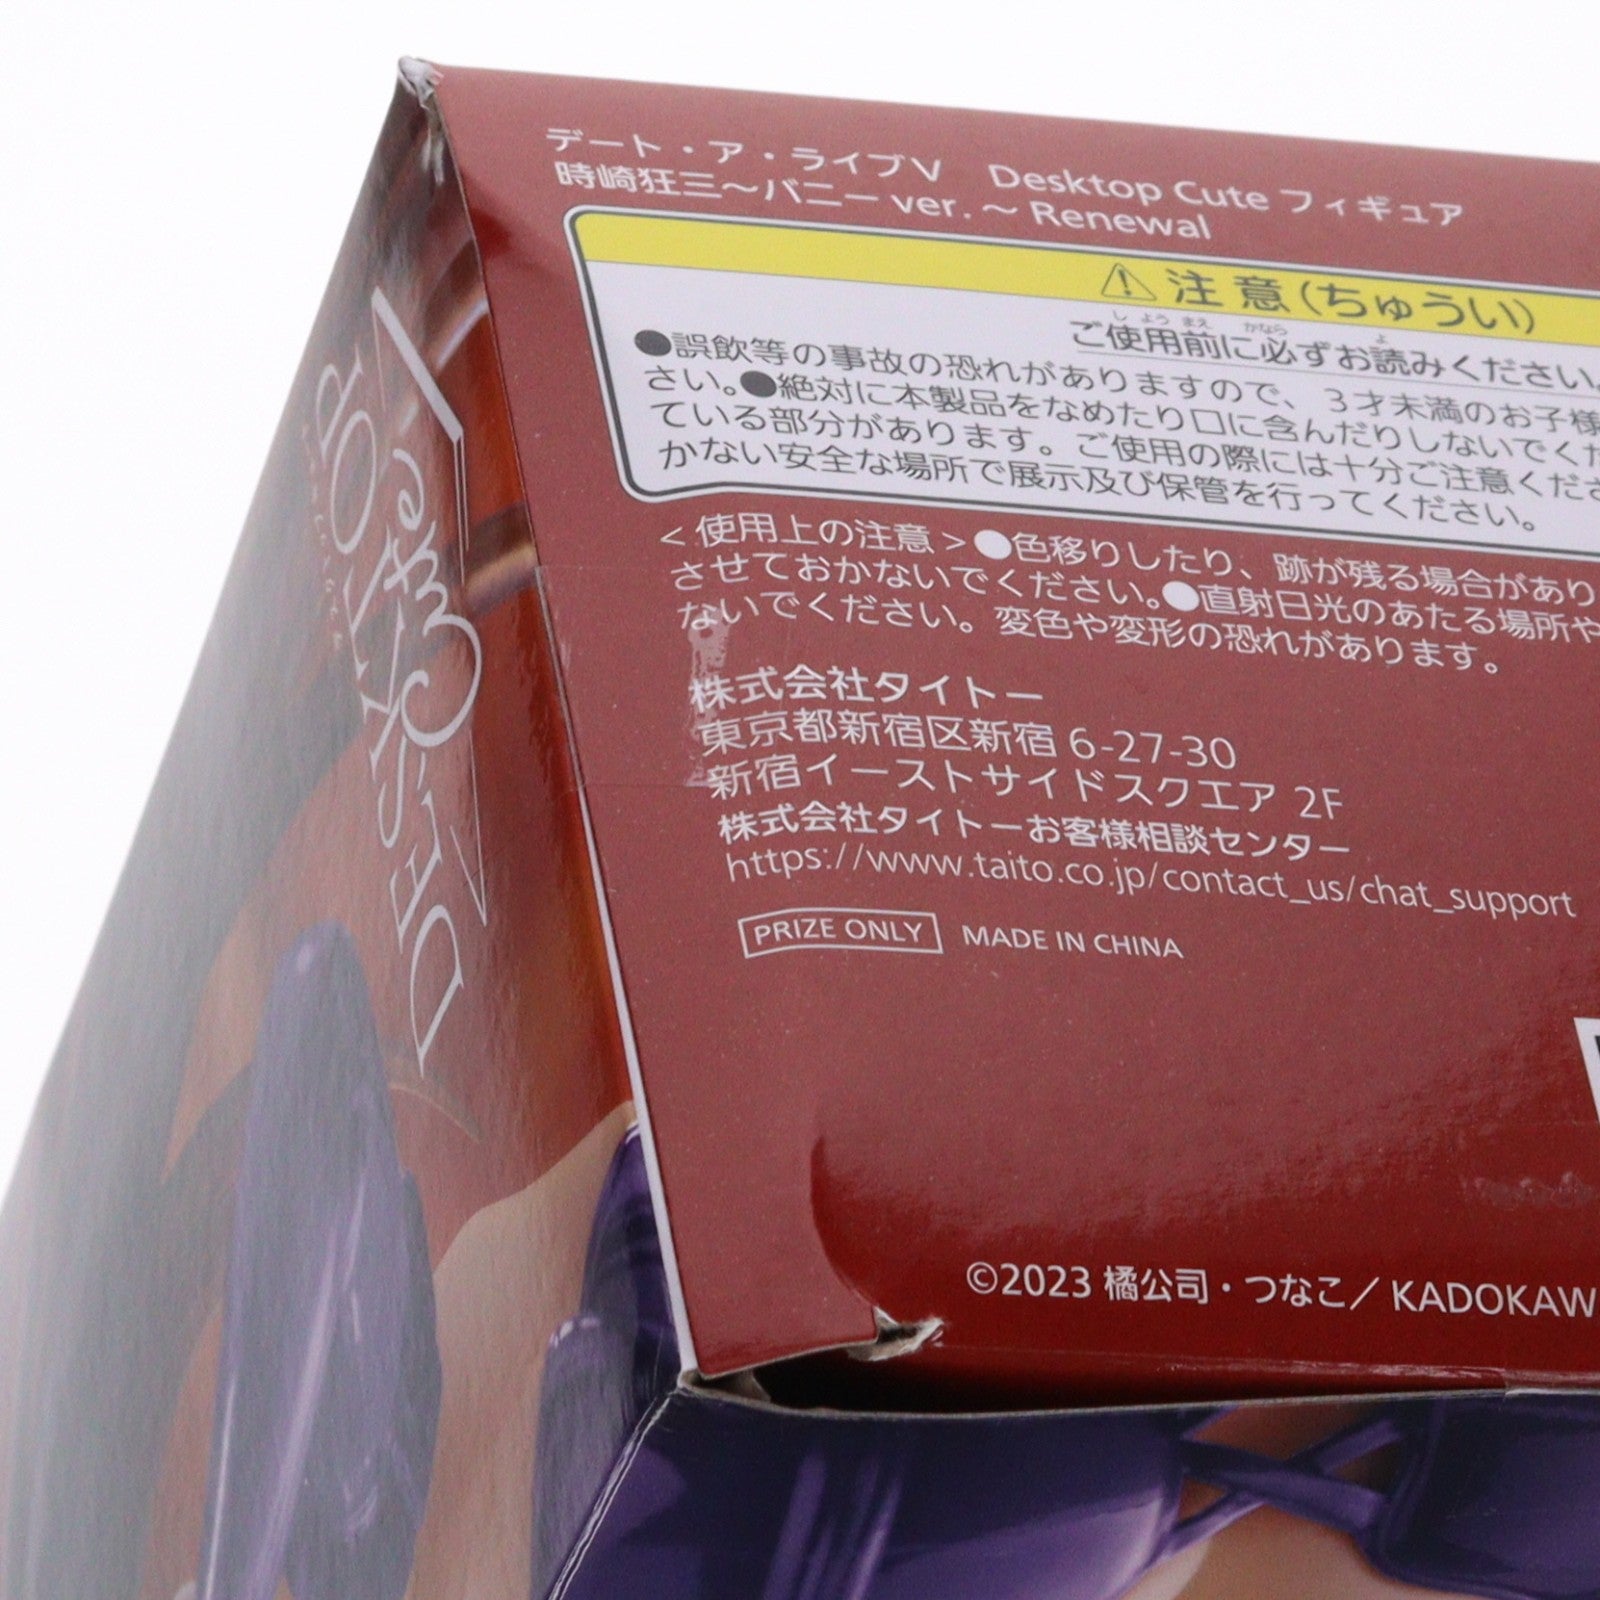 デート・ア・ライブV Desktop Cute フィギュア
時崎狂三～バニー ver.～ Renewal
⚠注意(ちゅうい)
ご使用前に必ずお読みください。
●誤飲等の事故の恐れがありますので、3才未満のお子様
さい。●絶対に本製品をなめたり口に含んだりしないでくだ
ている部分があります。ご使用の際には十分ご注意くださ
かない安全な場所で展示及び保管を行ってください。
<使用上の注意>●色移りしたり、跡が残る場合があり
させておかないでください。●直射日光のあたる場所や
ないでください。変色や変形の恐れがあります。
株式会社タイトー
東京都新宿区新宿 6-27-30
新宿イーストサイドスクエア 2F
株式会社タイトーお客様相談センター
https://www.taito.co.jp/contact_us/chat_support
PRIZE ONLY MADE IN CHINA
©2023 橘公司・つなこ/ KADOKAW
DESKTOP
Cute